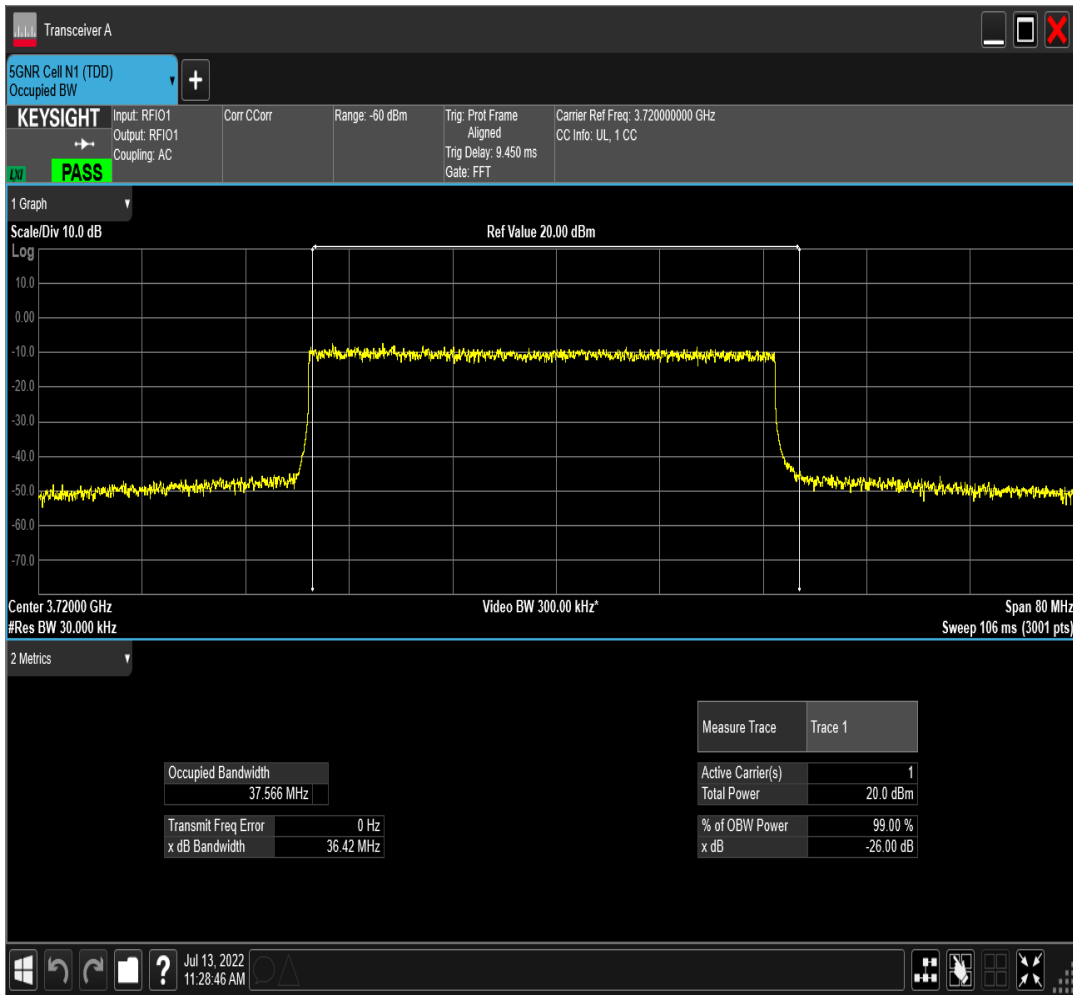 Transceiver A
5GNR Cell N1 (TDD)
Occupied BW
+
KEYSIGHT
LXI
PASS
Input: RFIO1
Output: RFIO1
Coupling: AC
Corr CCorr
Range: -60 dBm
Trig: Prot Frame
Aligned
Trig Delay: 9.450 ms
Gate: FFT
Carrier Ref Freq: 3.720000000 GHz
CC Info: UL, 1 CC
1 Graph
Scale/Div 10.0 dB
Ref Value 20.00 dBm
Log
10.0
0.00
-10.0
-20.0
-30.0
-40.0
-50.0
-60.0
-70.0
Center 3.72000 GHz
Video BW 300.00 kHz*
Span 80 MHz
#Res BW 30.000 kHz
Sweep 106 ms (3001 pts)
2 Metrics
Measure Trace Trace 1
Occupied Bandwidth
37.566 MHz
Transmit Freq Error 0 Hz
x dB Bandwidth 36.42 MHz
Active Carrier(s) 1
Total Power 20.0 dBm
% of OBW Power 99.00 %
x dB -26.00 dB
?
Jul 13, 2022
11:28:46 AM